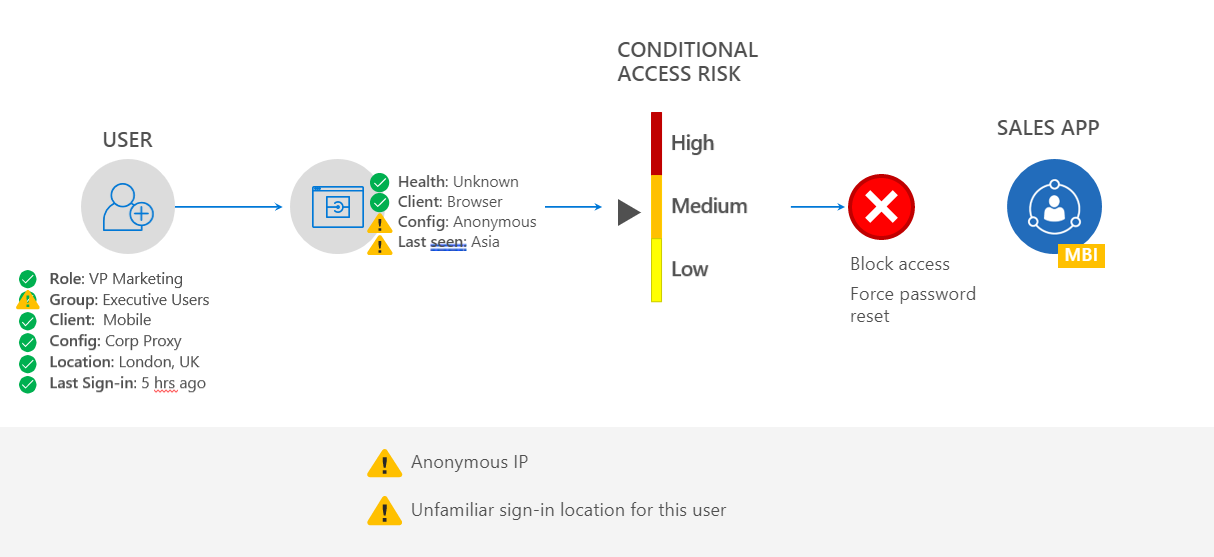 CONDITIONAL
ACCESS RISK
USER
SALES APP
High
Health: Unknown
Client: Browser
Config: Anonymous
Last seen: Asia
Medium
MBI
Low
Block access
Force password
reset
Role: VP Marketing
Group: Executive Users
Client: Mobile
Config: Corp Proxy
Location: London, UK
Last Sign-in: 5 hrs ago
Anonymous IP
Unfamiliar sign-in location for this user